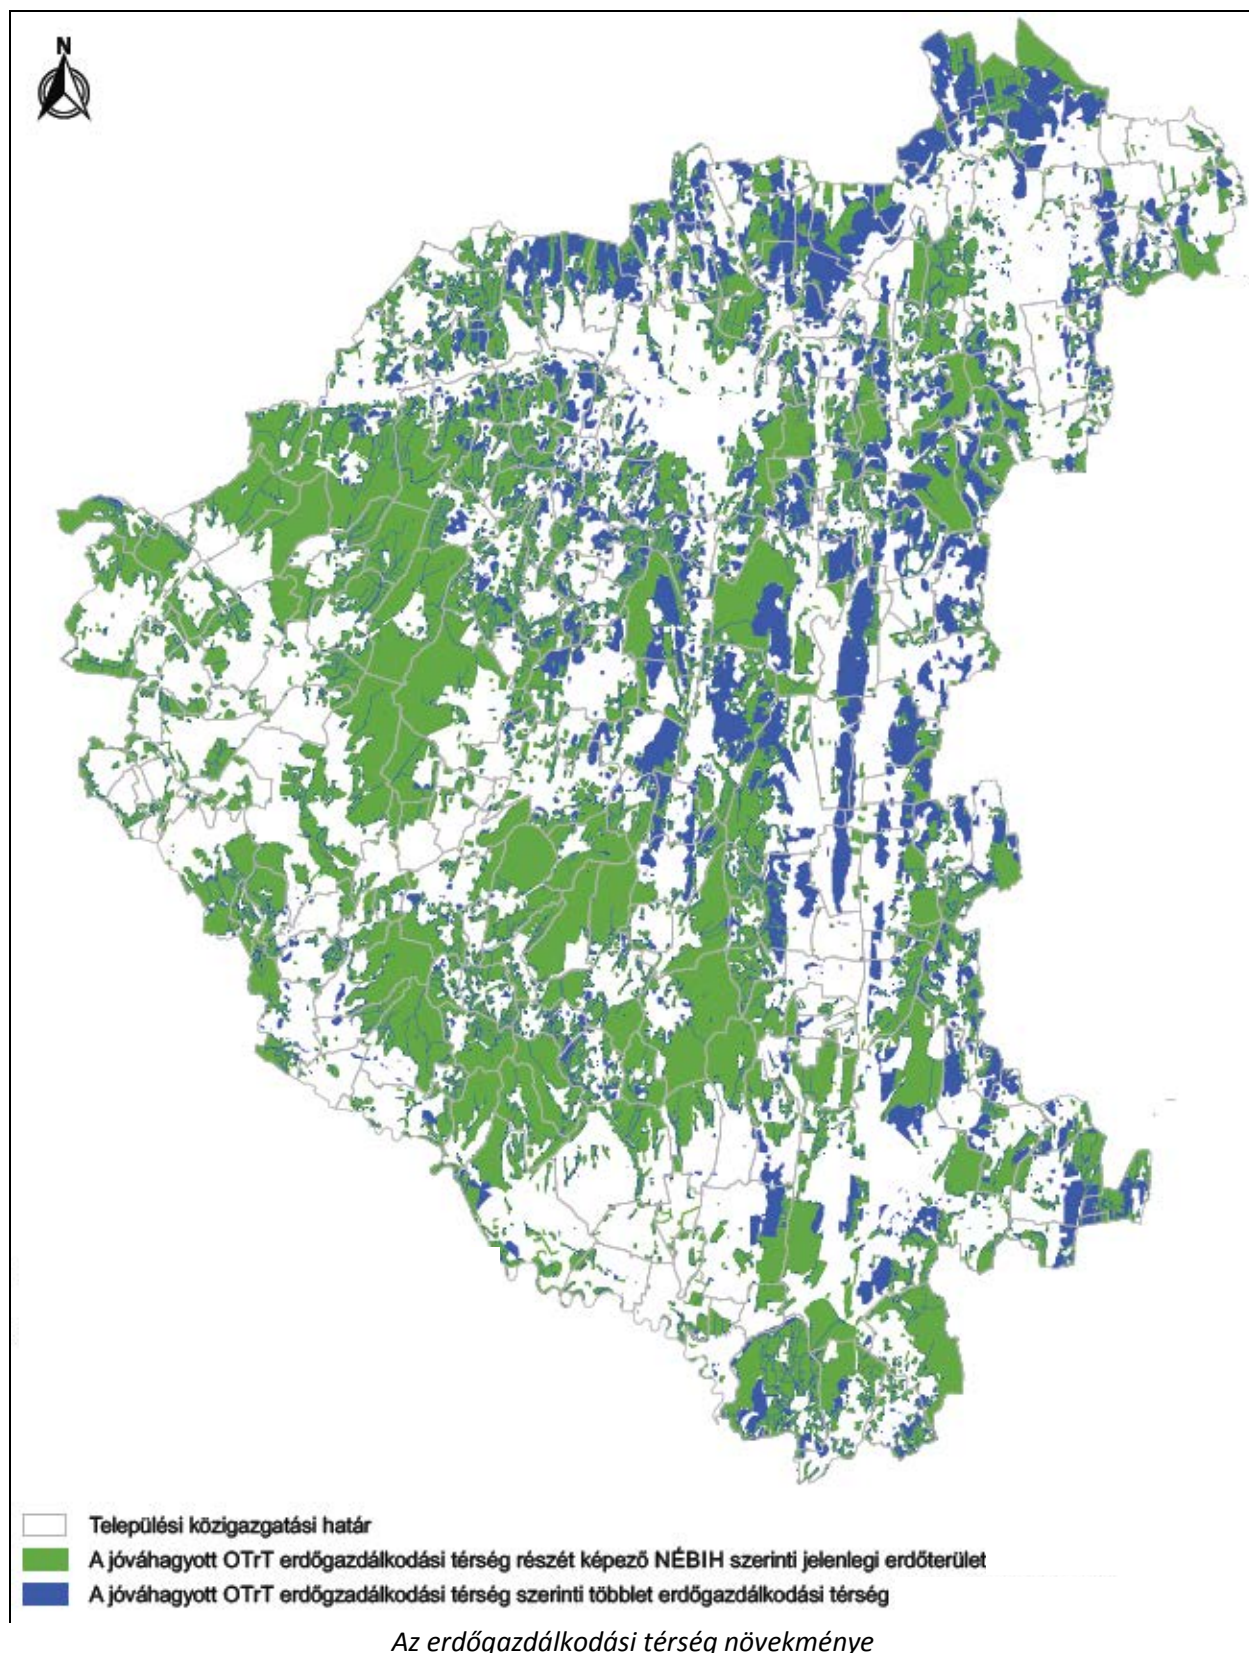 N
Települési közigazgatási határ
A jóváhagyott OTrT erdőgazdálkodási térség részét képező NÉBIH szerinti jelenlegi erdőterület
A jóváhagyott OTrT erdőgzadálkodási térség szerinti többlet erdőgazdálkodási térség
Az erdőgazdálkodási térség növekménye